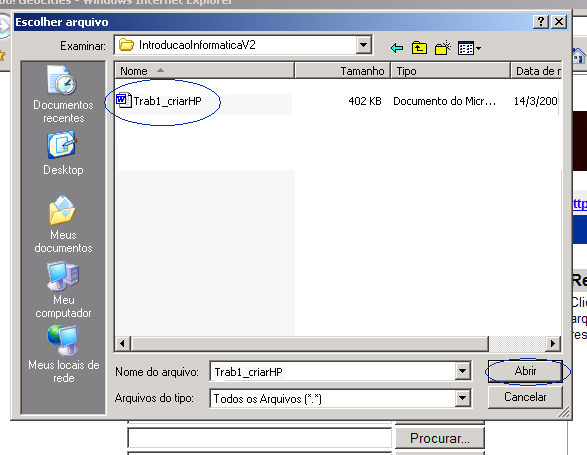 oo! GeoCities - Windows Internet Explorer
Escolher arquivo
Examinar: IntroducaoInformaticaV2
Nome Tamanho Tipo Data de r
Trab1_criarHP 402 KB Documento do Micr... 14/3/200
Documentos
recentes
Desktop
Meus
documentos
Meu
computador
Meus locais de
rede
Nome do arquivo: Trab1_criarHP Abrir
Arquivos do tipo: Todos os Arquivos (*.*) Cancelar
Procurar...
ttp
Re
Clic
arq
res